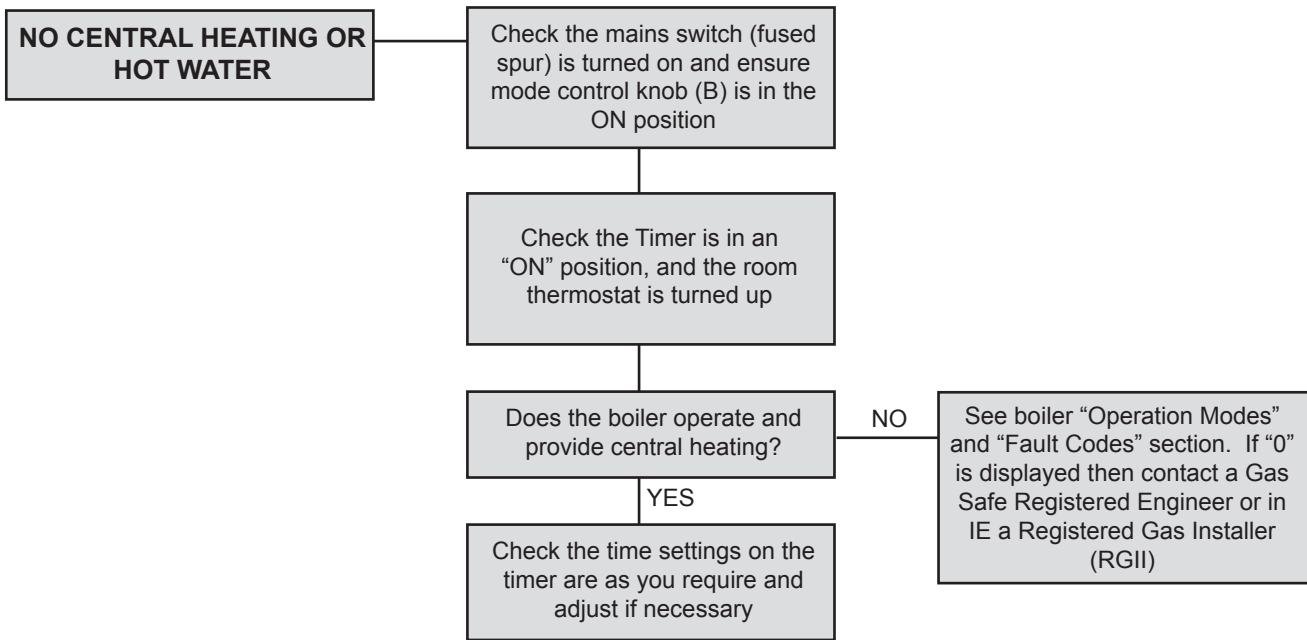 NO CENTRAL HEATING OR
HOT WATER
Check the mains switch (fused
spur) is turned on and ensure
mode control knob (B) is in the
ON position
Check the Timer is in an
“ON” position, and the room
thermostat is turned up
Does the boiler operate and
provide central heating?
NO
See boiler “Operation Modes”
and “Fault Codes” section.  If “0”
is displayed then contact a Gas
Safe Registered Engineer or in
IE a Registered Gas Installer
(RGII)
YES
Check the time settings on the
timer are as you require and
adjust if necessary